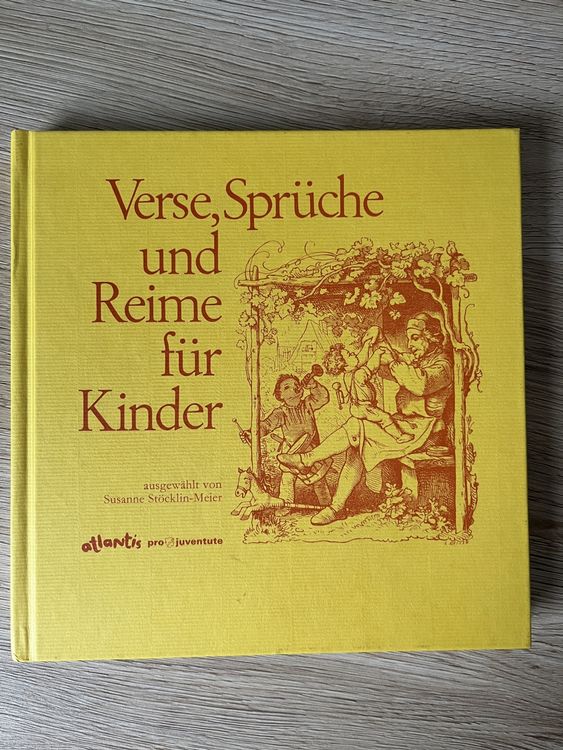 Verse, Sprüche
und
Reime
für
Kinder
ausgewählt von
Susanne Stöcklin-Meier
atlantis pro juventute